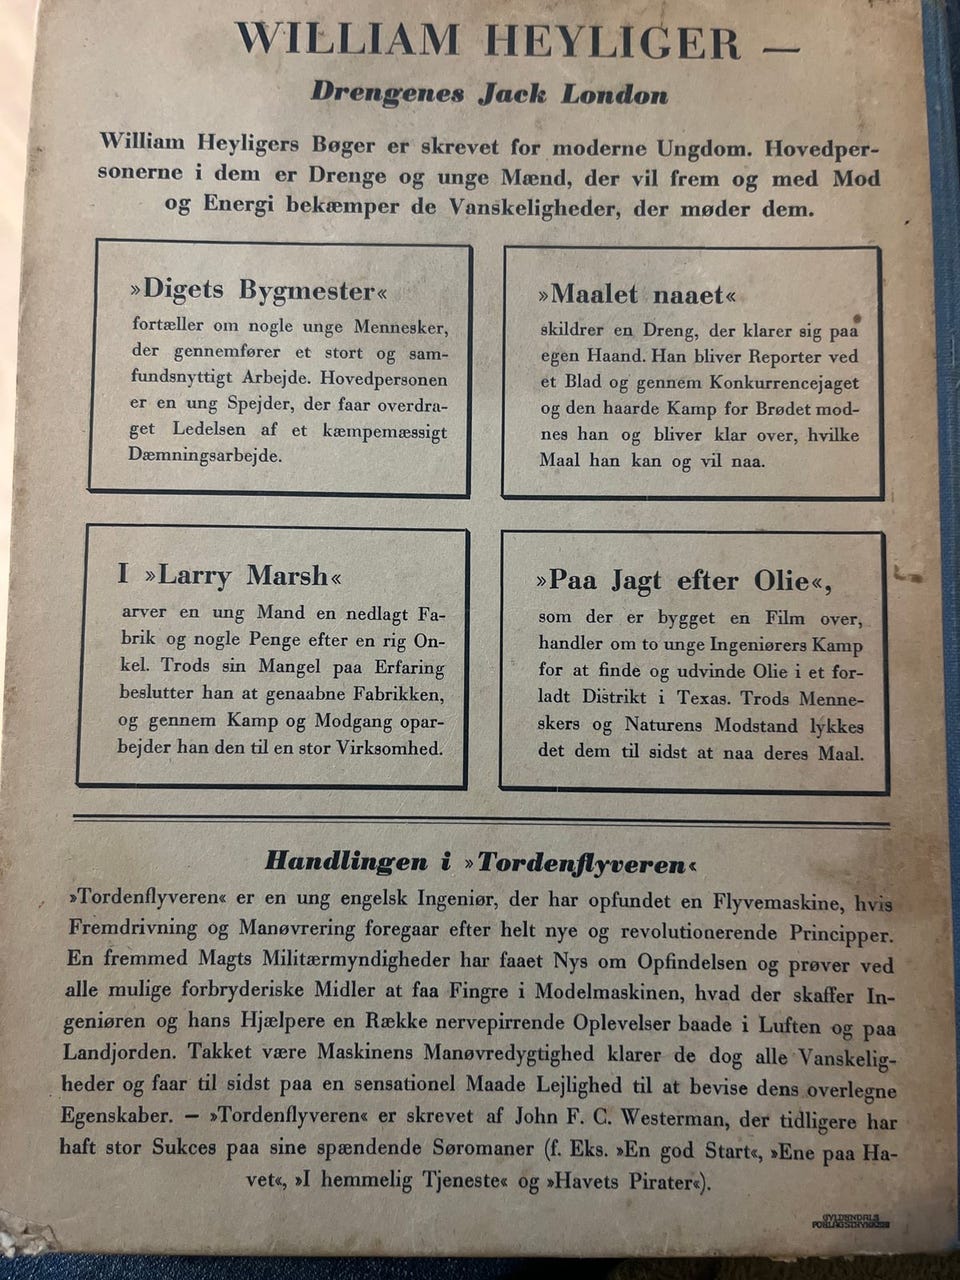 WILLIAM HEYLIGER —
Drengenes Jack London
William Heyligers Bøger er skrevet for moderne Ungdom. Hovedper-
sonerne i dem er Drenge og unge Mænd, der vil frem og med Mod
og Energi bekæmper de Vanskeligheder, der møder dem.
»Digets Bygmester«
fortæller om nogle unge Mennesker,
der gennemfører et stort og sam-
fundsnyttigt Arbejde. Hovedpersonen
er en ung Spejder, der faar overdra-
get Ledelsen af et kæmpemæssigt
Dæmningsarbejde.
»Maalet naaet«
skildrer en Dreng, der klarer sig paa
egen Haand. Han bliver Reporter ved
et Blad og gennem Konkurrencejaget
og den haarde Kamp for Brødet mod-
nes han og bliver klar over, hvilke
Maal han kan og vil naa.
I »Larry Marsh«
arver en ung Mand en nedlagt Fa-
brik og nogle Penge efter en rig On-
kel. Trods sin Mangel paa Erfaring
beslutter han at genaabne Fabrikken,
og gennem Kamp og Modgang opar-
bejder han den til en stor Virksomhed.
»Paa Jagt efter Olie«,
som der er bygget en Film over,
handler om to unge Ingeniørers Kamp
for at finde og udvinde Olie i et for-
ladt Distrikt i Texas. Trods Menne-
skers og Naturens Modstand lykkes
det dem til sidst at naa deres Maal.
Handlingen i »Tordenflyveren«
»Tordenflyveren« er en ung engelsk Ingeniør, der har opfundet en Flyvemaskine, hvis
Fremdrivning og Manøvrering foregaar efter helt nye og revolutionerende Principper.
En fremmed Magts Militærmyndigheder har faaet Nys om Opfindelsen og prøver ved
alle mulige forbryderiske Midler at faa Fingre i Modelmaskinen, hvad der skaffer In-
geniøren og hans Hjælpere en Række nervepirrende Oplevelser baade i Luften og paa
Landjorden. Takket være Maskinens Manøvredygtighed klarer de dog alle Vanskelig-
heder og faar til sidst paa en sensationel Maade Lejlighed til at bevise dens overlegne
Egenskaber. — »Tordenflyveren« er skrevet af John F. C. Westerman, der tidligere har
haft stor Sukces paa sine spændende Søromaner (f. Eks. »En god Start«, »Ene paa Ha-
vet«, »I hemmelig Tjeneste« og »Havets Pirater«).
GYLDENDALS
FORLAGSTRYKKERI